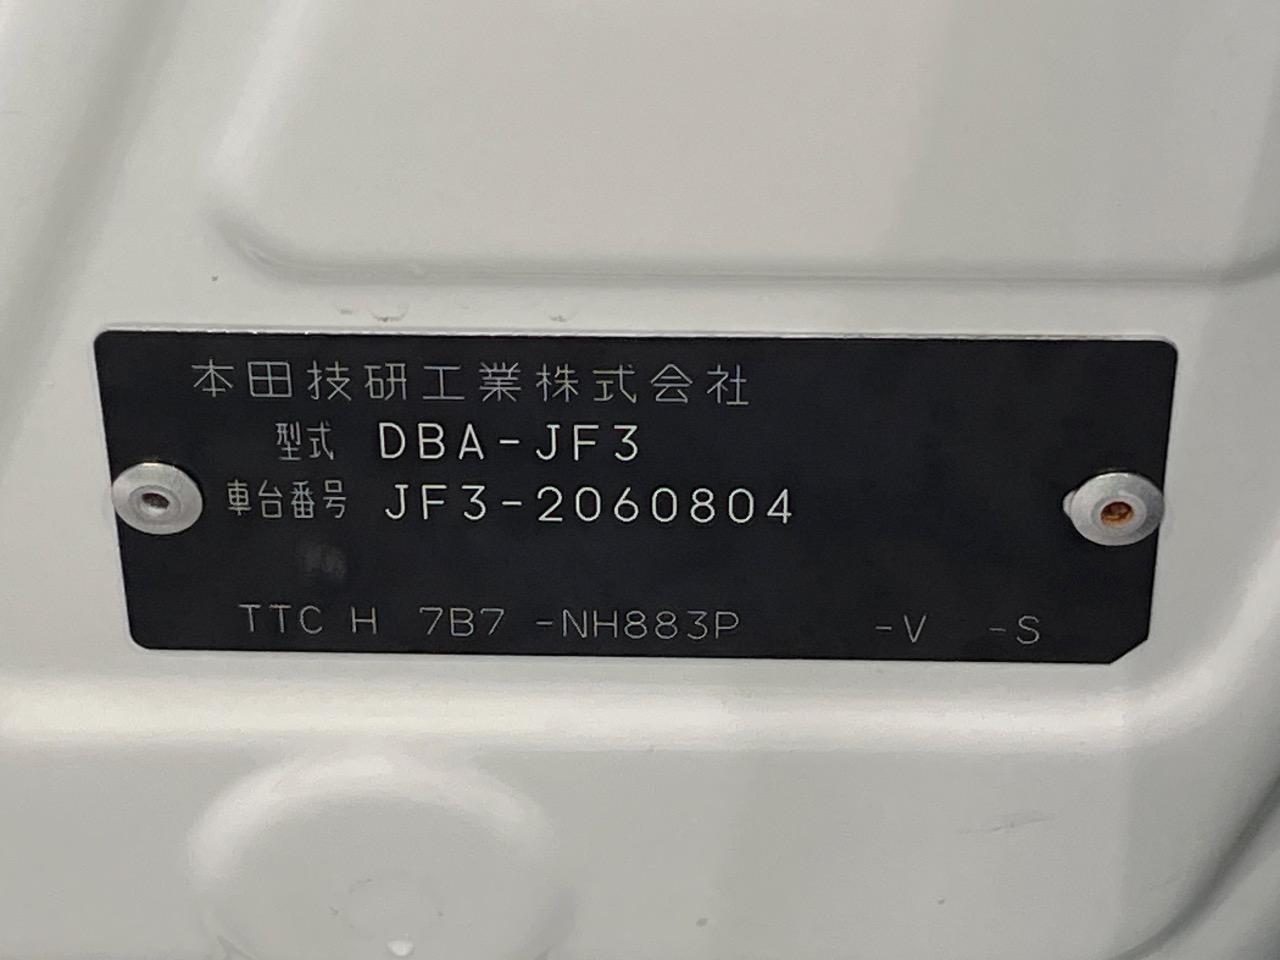 本田技研工業株式会社
型式 DBA-JF3
車台番号 JF3-2060804
TTC H 7B7 -NH883P -V -S